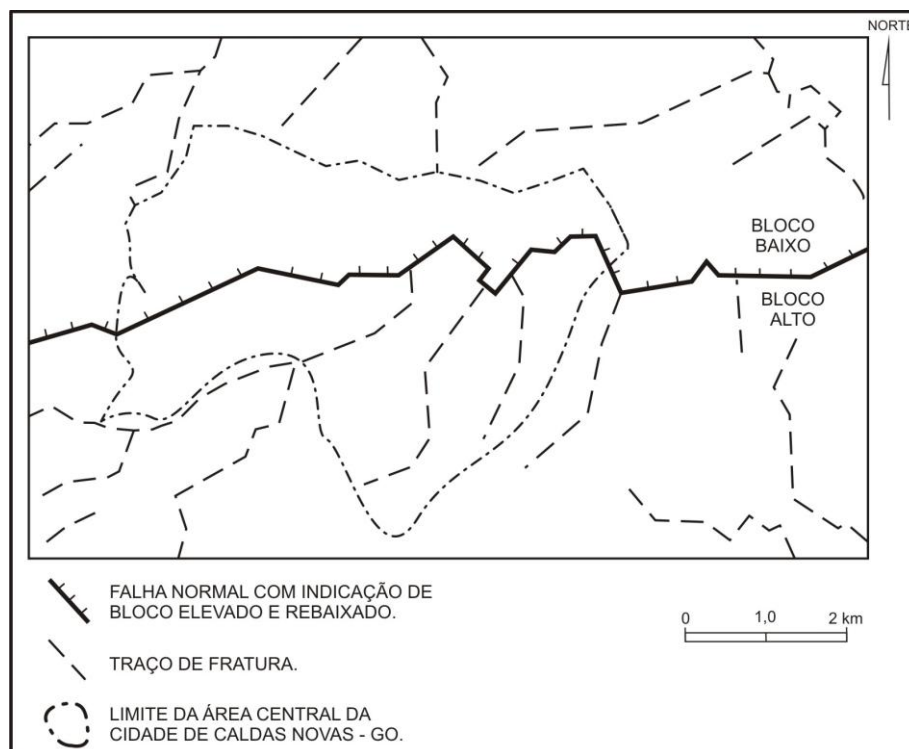 NORTE
BLOCO
BAIXO
BLOCO
ALTO
FALHA NORMAL COM INDICAÇÃO DE
BLOCO ELEVADO E REBAIXADO.
0 1,0 2 km
TRAÇO DE FRATURA.
LIMITE DA ÁREA CENTRAL DA
CIDADE DE CALDAS NOVAS - GO.